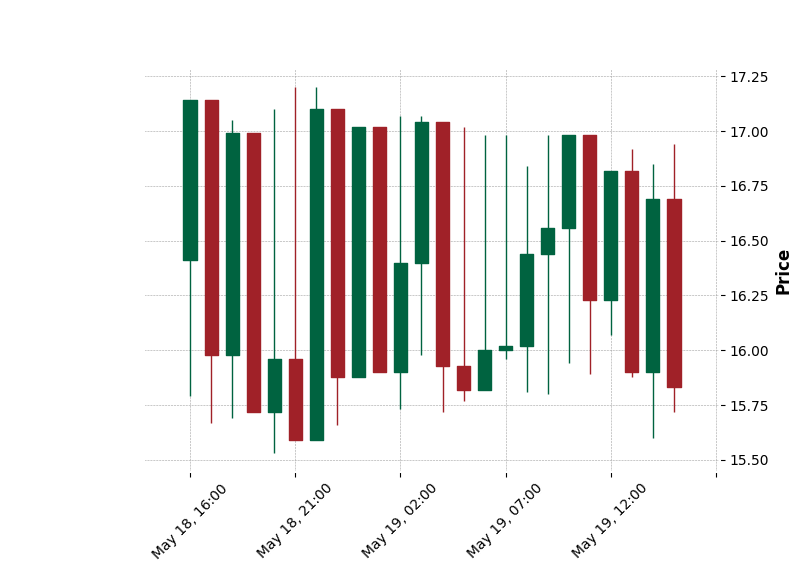 17.25
17.00
16.75
16.50
16.25
16.00
15.75
15.50
Price
May 18, 16:00
May 18, 21:00
May 19, 02:00
May 19, 07:00
May 19, 12:00